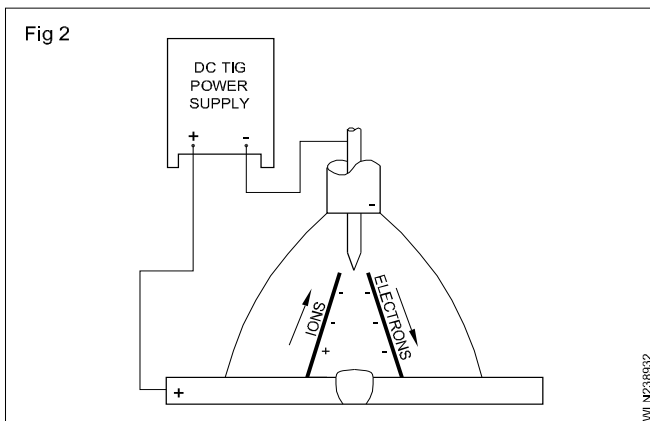 Fig 2
DC TIG
POWER
SUPPLY
+ -
-
IONS
- - +
ELECTRONS
- - -
+
WLN238932